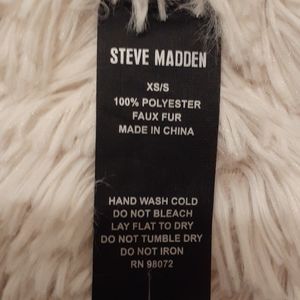 STEVE MADDEN
XS/S
100% POLYESTER
FAUX FUR
MADE IN CHINA
HAND WASH COLD
DO NOT BLEACH
LAY FLAT TO DRY
DO NOT TUMBLE DRY
DO NOT IRON
RN 98072